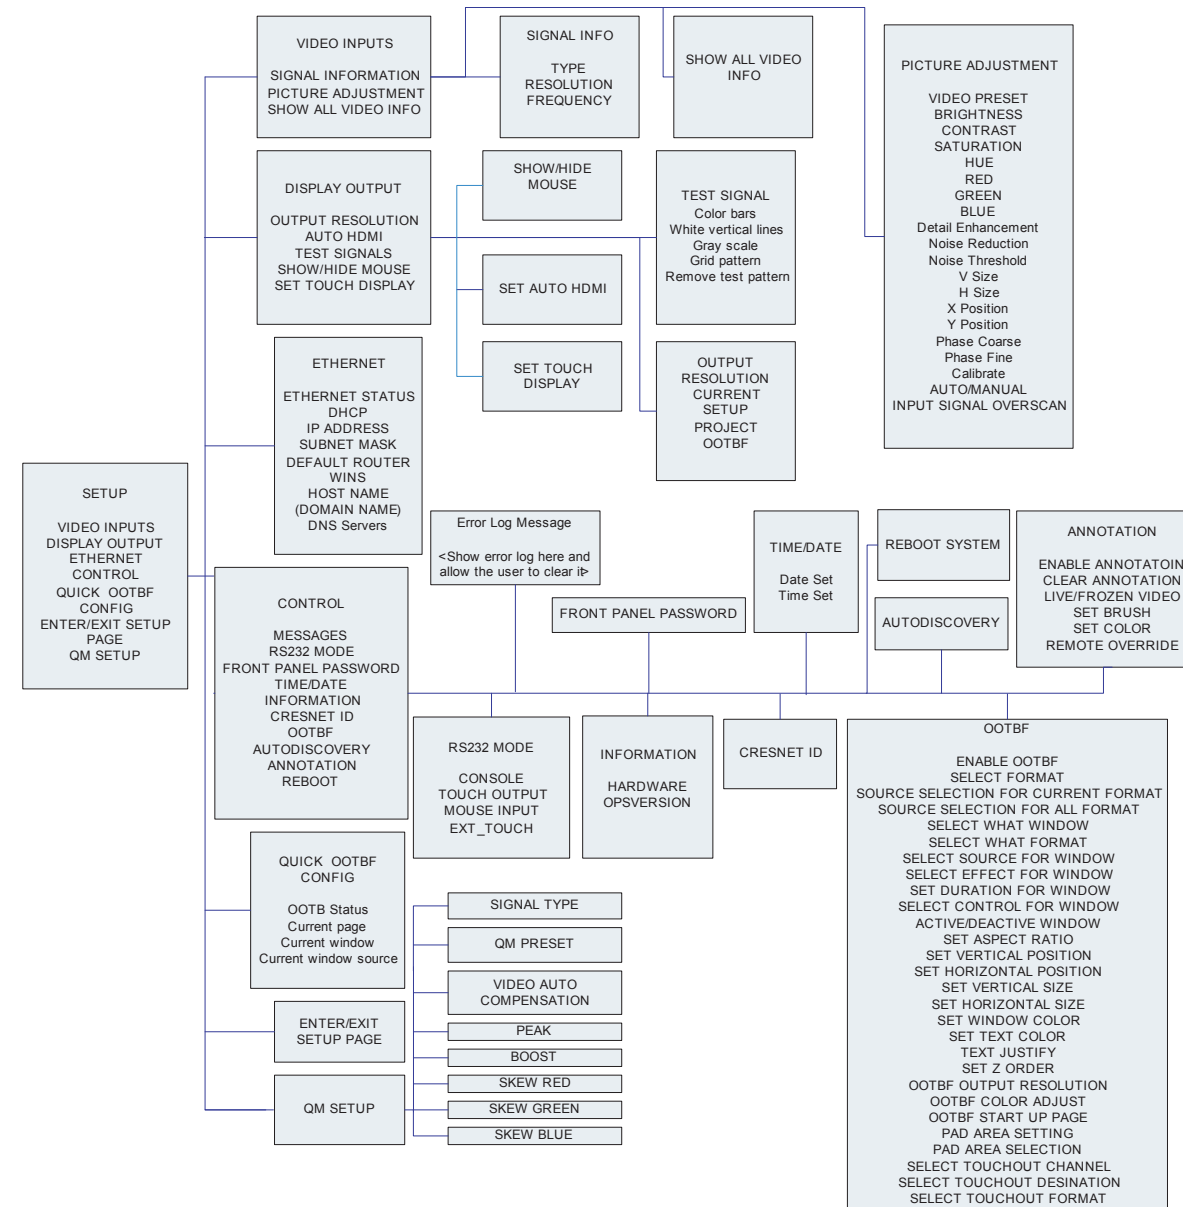 VIDEO INPUTS
SIGNAL INFORMATION
PICTURE ADJUSTMENT
SHOW ALL VIDEO INFO
SIGNAL INFO
TYPE
RESOLUTION
FREQUENCY
SHOW ALL VIDEO
INFO
PICTURE ADJUSTMENT
VIDEO PRESET
BRIGHTNESS
CONTRAST
SATURATION
HUE
RED
GREEN
BLUE
Detail Enhancement
Noise Reduction
Noise Threshold
V Size
H Size
X Position
Y Position
Phase Coarse
Phase Fine
Calibrate
AUTO/MANUAL
INPUT SIGNAL OVERSCAN
DISPLAY OUTPUT
OUTPUT RESOLUTION
AUTO HDMI
TEST SIGNALS
SHOW/HIDE MOUSE
SET TOUCH DISPLAY
SHOW/HIDE
MOUSE
SET AUTO HDMI
SET TOUCH
DISPLAY
TEST SIGNAL
Color bars
White vertical lines
Gray scale
Grid pattern
Remove test pattern
OUTPUT
RESOLUTION
CURRENT
SETUP
PROJECT
OOTBF
ETHERNET
ETHERNET STATUS
DHCP
IP ADDRESS
SUBNET MASK
DEFAULT ROUTER
WINS
HOST NAME
(DOMAIN NAME)
DNS Servers
SETUP
VIDEO INPUTS
DISPLAY OUTPUT
ETHERNET
CONTROL
QUICK OOTBF
CONFIG
ENTER/EXIT SETUP
PAGE
QM SETUP
Error Log Message
<Show error log here and
allow the user to clear it>
FRONT PANEL PASSWORD
TIME/DATE
Date Set
Time Set
REBOOT SYSTEM
AUTODISCOVERY
ANNOTATION
ENABLE ANNOTATOIN
CLEAR ANNOTATION
LIVE/FROZEN VIDEO
SET BRUSH
SET COLOR
REMOTE OVERRIDE
CONTROL
MESSAGES
RS232 MODE
FRONT PANEL PASSWORD
TIME/DATE
INFORMATION
CRESNET ID
OOTBF
AUTODISCOVERY
ANNOTATION
REBOOT
RS232 MODE
CONSOLE
TOUCH OUTPUT
MOUSE INPUT
EXT_TOUCH
INFORMATION
HARDWARE
OPSVERSION
CRESNET ID
OOTBF
ENABLE OOTBF
SELECT FORMAT
SOURCE SELECTION FOR CURRENT FORMAT
SOURCE SELECTION FOR ALL FORMAT
SELECT WHAT WINDOW
SELECT WHAT FORMAT
SELECT SOURCE FOR WINDOW
SELECT EFFECT FOR WINDOW
SET DURATION FOR WINDOW
SELECT CONTROL FOR WINDOW
ACTIVE/DEACTIVE WINDOW
SET ASPECT RATIO
SET VERTICAL POSITION
SET HORIZONTAL POSITION
SET VERTICAL SIZE
SET HORIZONTAL SIZE
SET WINDOW COLOR
SET TEXT COLOR
TEXT JUSTIFY
SET Z ORDER
OOTBF OUTPUT RESOLUTION
OOTBF COLOR ADJUST
OOTBF START UP PAGE
PAD AREA SETTING
PAD AREA SELECTION
SELECT TOUCHOUT CHANNEL
SELECT TOUCHOUT DESINATION
SELECT TOUCHOUT FORMAT
QUICK OOTBF
CONFIG
OOTB Status
Current page
Current window
Current window source
ENTER/EXIT
SETUP PAGE
QM SETUP
SIGNAL TYPE
QM PRESET
VIDEO AUTO
COMPENSATION
PEAK
BOOST
SKEW RED
SKEW GREEN
SKEW BLUE